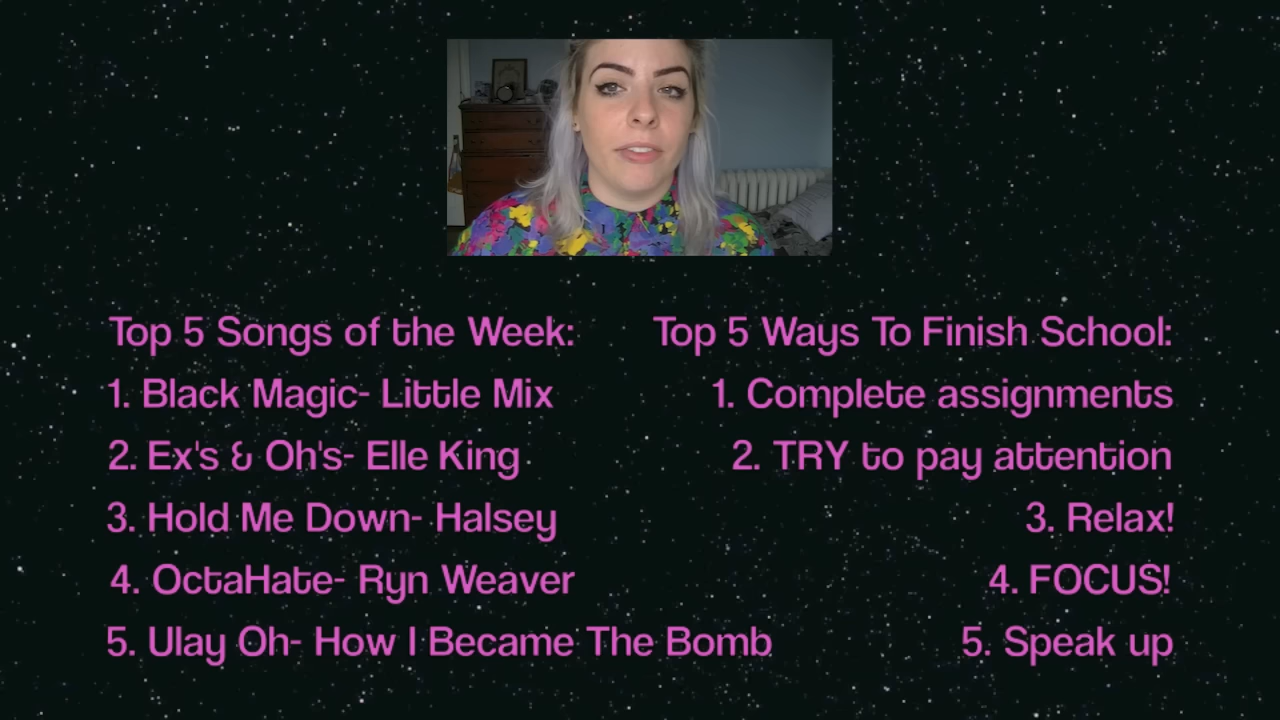 Top 5 Songs of the Week:
1. Black Magic- Little Mix
2. Ex's & Oh's- Elle King
3. Hold Me Down- Halsey
4. OctaHate- Ryn Weaver
5. Ulay Oh- How I Became The Bomb
Top 5 Ways To Finish School:
1. Complete assignments
2. TRY to pay attention
3. Relax!
4. FOCUS!
5. Speak up